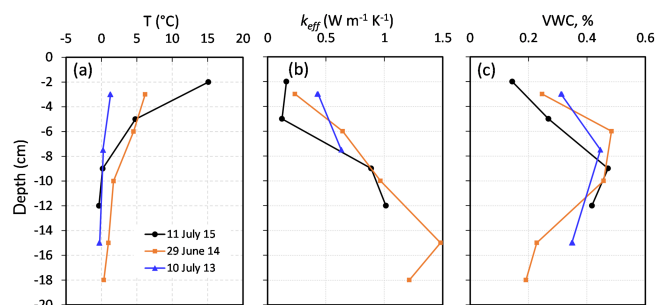 T (°C)
k_eff (W m⁻¹ K⁻¹)
VWC, %
-5 0 5 10 15 20
0 0.5 1 1.5
0 0.2 0.4 0.6
Depth (cm)
0
-2
-4
-6
-8
-10
-12
-14
-16
-18
-20
(a)
(b)
(c)
11 July 15
29 June 14
10 July 13